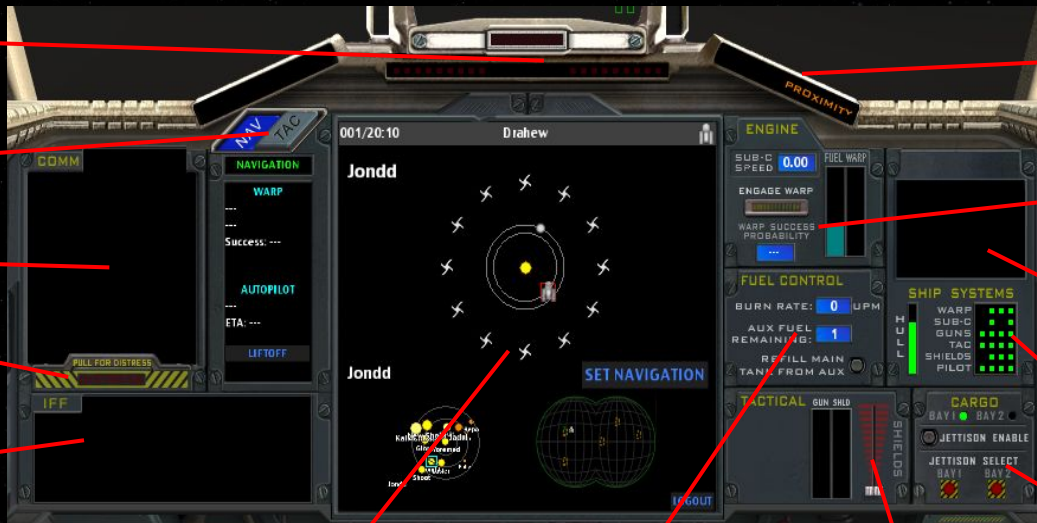 00
PROXIMITY
NAV
TAC
COMM
NAVIGATION
WARP
---
---
Success: ---
AUTOPILOT
---
ETA: ---
LIFTOFF
PULL FOR DISTRESS
IFF
001/20:10 Drahew
Jondd
Jondd
SET NAVIGATION
Jondd
Shoot
LOGOUT
ENGINE
SUB-C SPEED 0.00
FUEL WARP
ENGAGE WARP
WARP SUCCESS
PROBABILITY
---
FUEL CONTROL
BURN RATE: 0 UPM
AUX FUEL
REMAINING: 1
REFILL MAIN
TANK FROM AUX
TACTICAL GUN SHLD
SHIELDS
SHIP SYSTEMS
HULL
WARP
SUB-C
GUNS
TAC
SHIELDS
PILOT
CARGO
BAY 1 BAY 2
JETTISON ENABLE
JETTISON SELECT
BAY 1 BAY 2